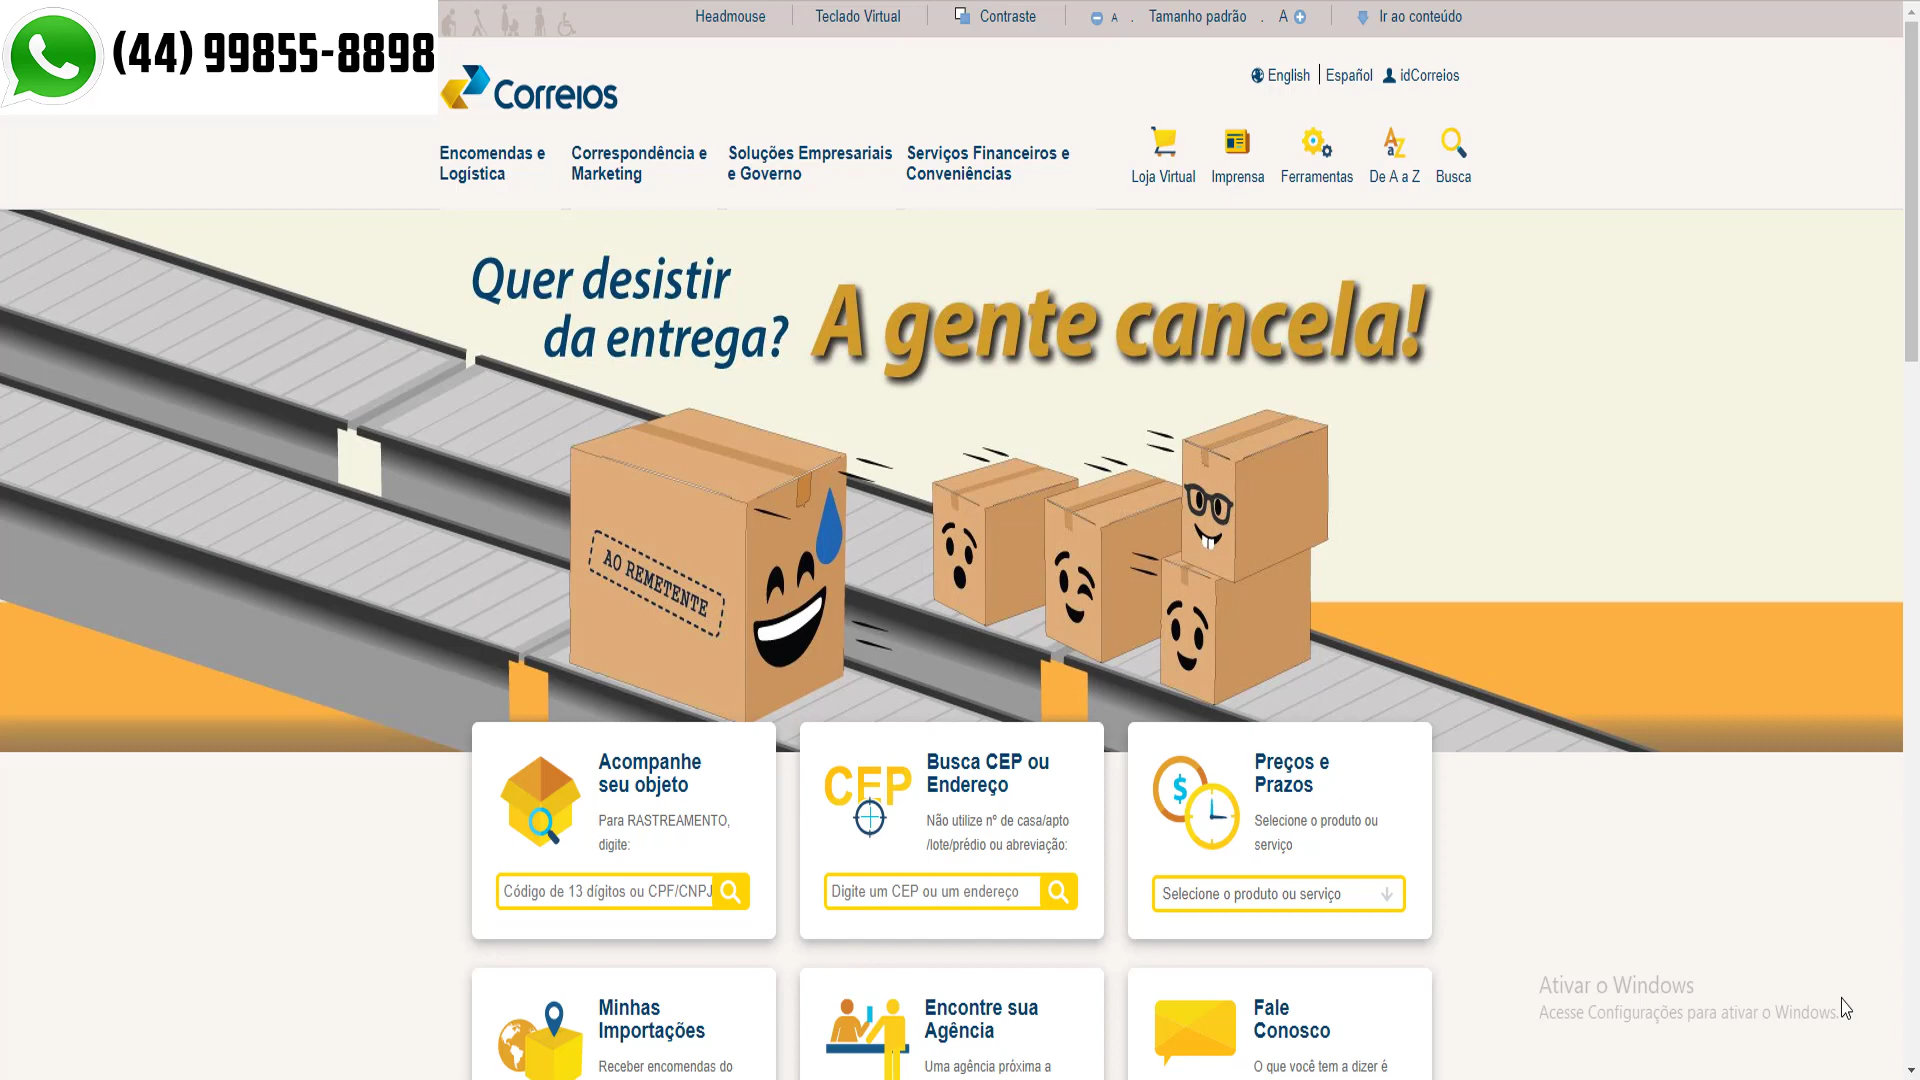 (44) 99855-8898
Headmouse
Teclado Virtual
Contraste
A . Tamanho padrão . A
Ir ao conteúdo
Correios
English
Español
idCorreios
Encomendas e
Logística
Correspondência e
Marketing
Soluções Empresariais
e Governo
Serviços Financeiros e
Conveniências
Loja Virtual
Imprensa
Ferramentas
De A a Z
Busca
Quer desistir
da entrega?
A gente cancela!
AO REMETENTE
Acompanhe
seu objeto
Para RASTREAMENTO,
digite:
Código de 13 dígitos ou CPF/CNPJ
CEP
Busca CEP ou
Endereço
Não utilize nº de casa/apto
/lote/prédio ou abreviação:
Digite um CEP ou um endereço
Preços e
Prazos
Selecione o produto ou
serviço
Selecione o produto ou serviço
Minhas
Importações
Receber encomendas do
Encontre sua
Agência
Uma agência próxima a
Fale
Conosco
O que você tem a dizer é
Ativar o Windows
Acesse Configurações para ativar o Windows.